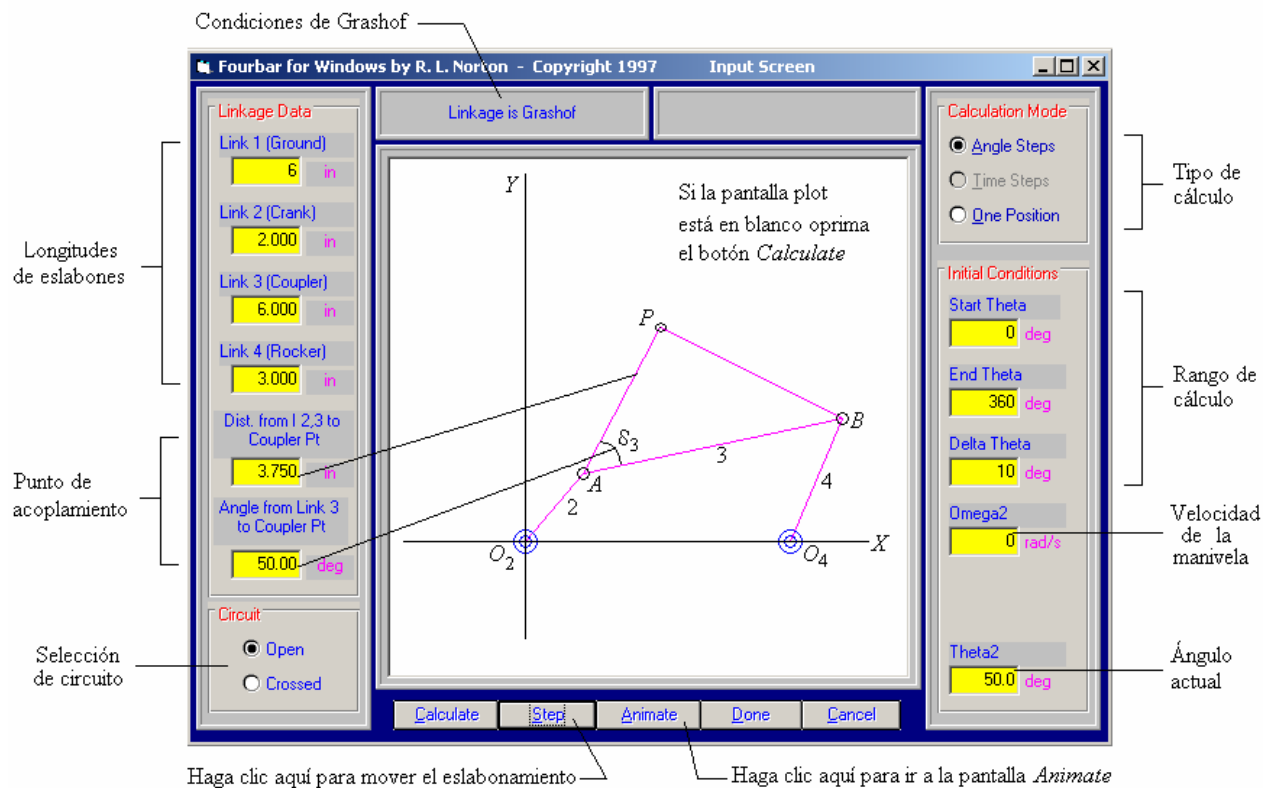 Condiciones de Grashof
Fourbar for Windows by R. L. Norton - Copyright 1997 Input Screen
Linkage Data
Link 1 (Ground)
6 in
Link 2 (Crank)
2.000 in
Link 3 (Coupler)
6.000 in
Link 4 (Rocker)
3.000 in
Dist. from I 2,3 to
Coupler Pt
3.750 in
Angle from Link 3
to Coupler Pt
50.00 deg
Circuit
Open
Crossed
Longitudes
de eslabones
Punto de
acoplamiento
Selección
de circuito
Linkage is Grashof
Y
Si la pantalla plot
está en blanco oprima
el botón Calculate
P
δ3
B
3
A
4
2
O2
O4
X
Calculate Step Animate Done Cancel
Calculation Mode
Angle Steps
Time Steps
One Position
Initial Conditions
Start Theta
0 deg
End Theta
360 deg
Delta Theta
10 deg
Omega2
0 rad/s
Theta2
50.0 deg
Tipo de
cálculo
Rango de
cálculo
Velocidad
de la
manivela
Ángulo
actual
Haga clic aquí para mover el eslabonamiento
Haga clic aquí para ir a la pantalla Animate